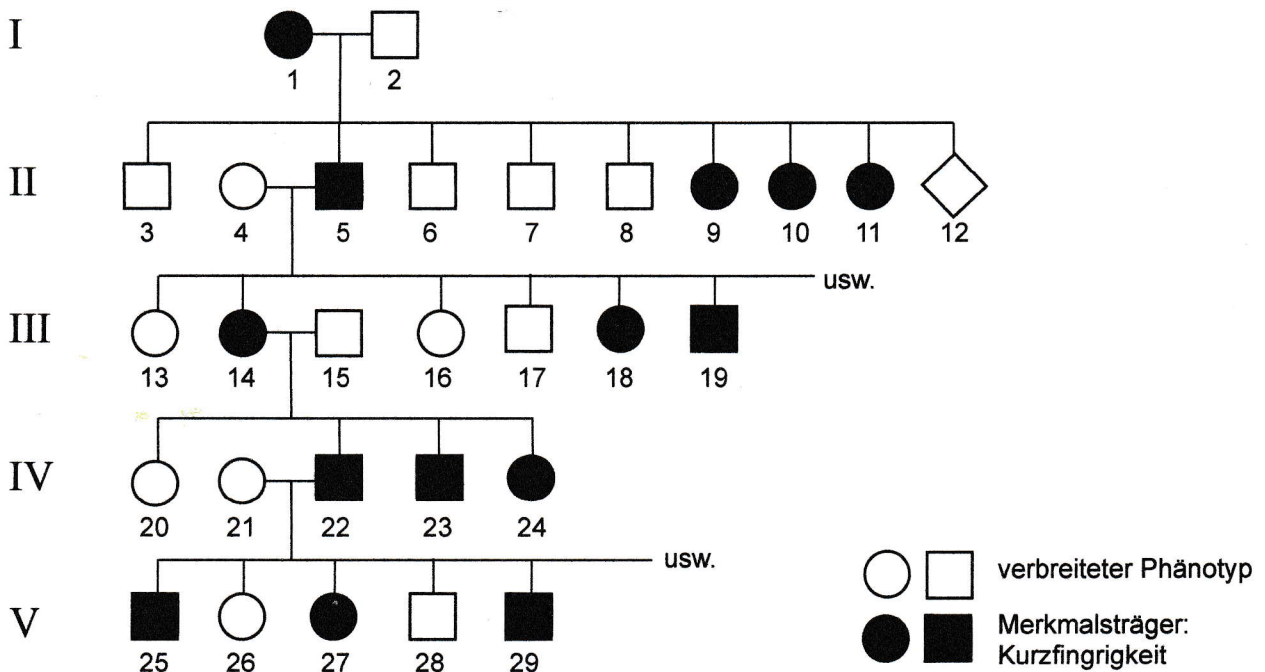 I
1 2
II
3 4 5 6 7 8 9 10 11 12
usw.
III
13 14 15 16 17 18 19
IV
20 21 22 23 24
usw.
V
25 26 27 28 29
verbreiteter Phänotyp
Merkmalsträger:
Kurzfingrigkeit